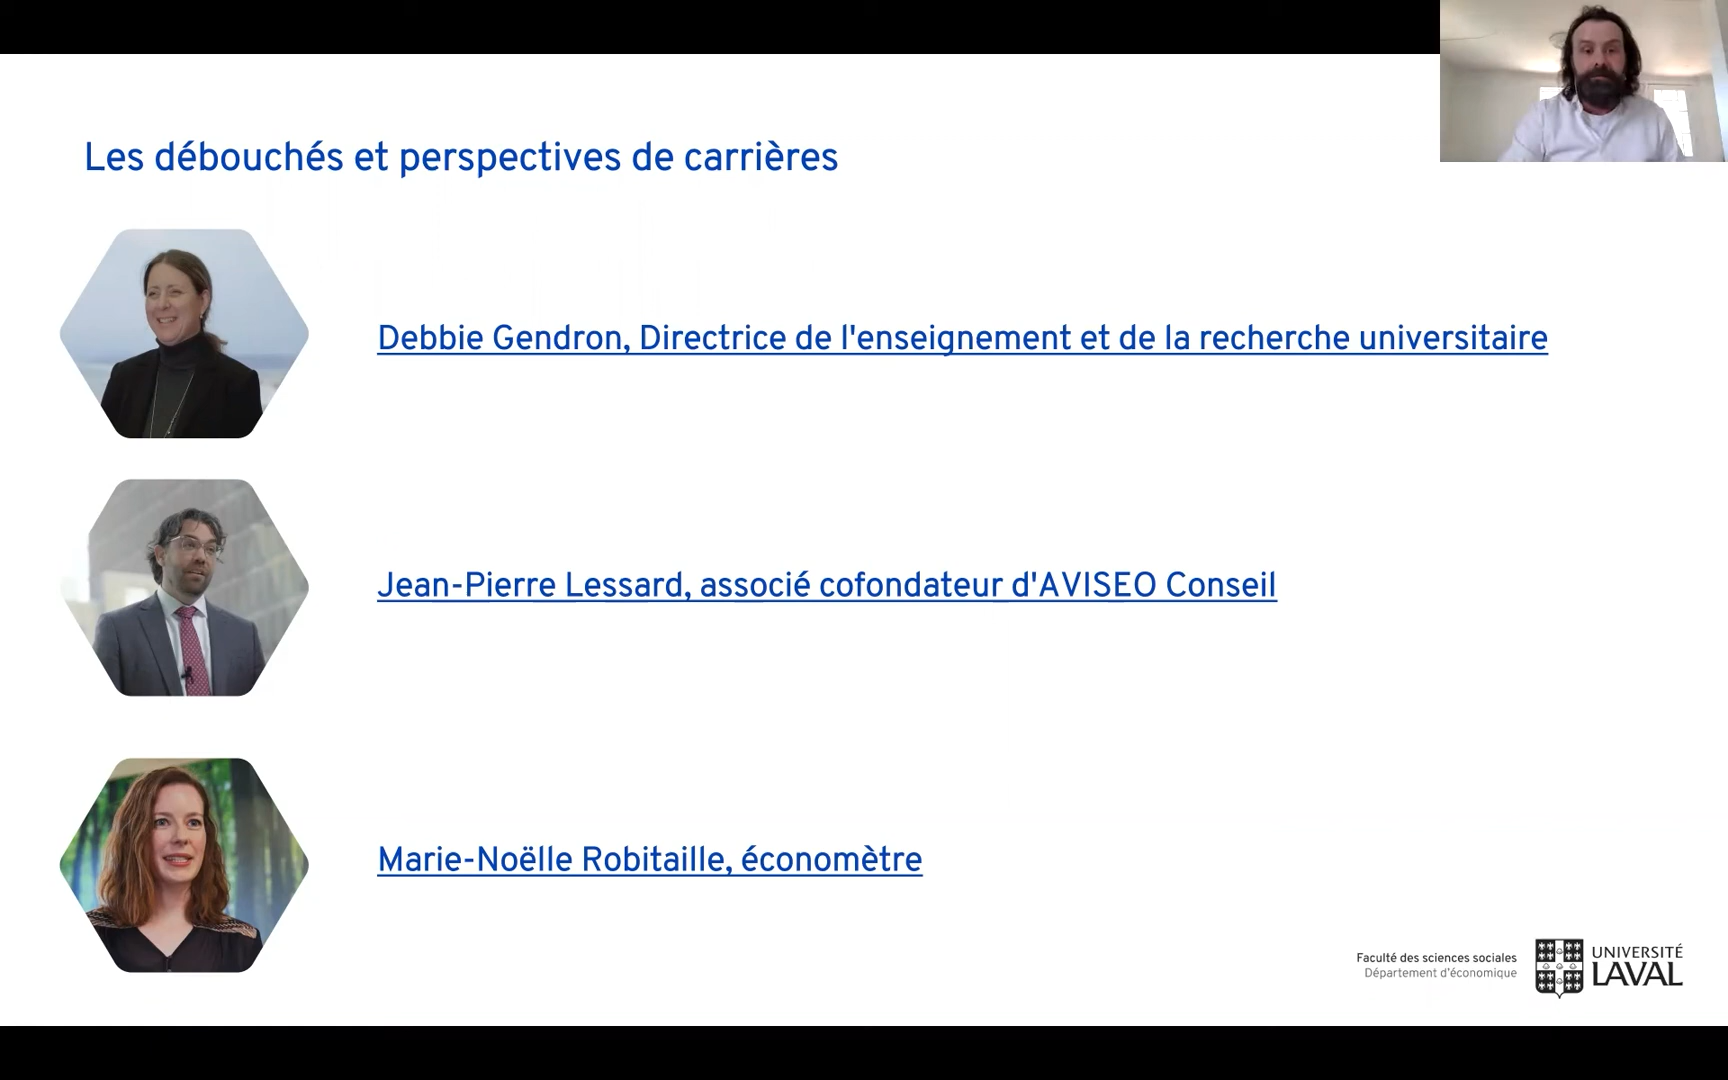 Les débouchés et perspectives de carrières
Debbie Gendron, Directrice de l'enseignement et de la recherche universitaire
Jean-Pierre Lessard, associé cofondateur d'AVISEO Conseil
Marie-Noëlle Robitaille, économètre
Faculté des sciences sociales
Département d'économique
UNIVERSITÉ
LAVAL